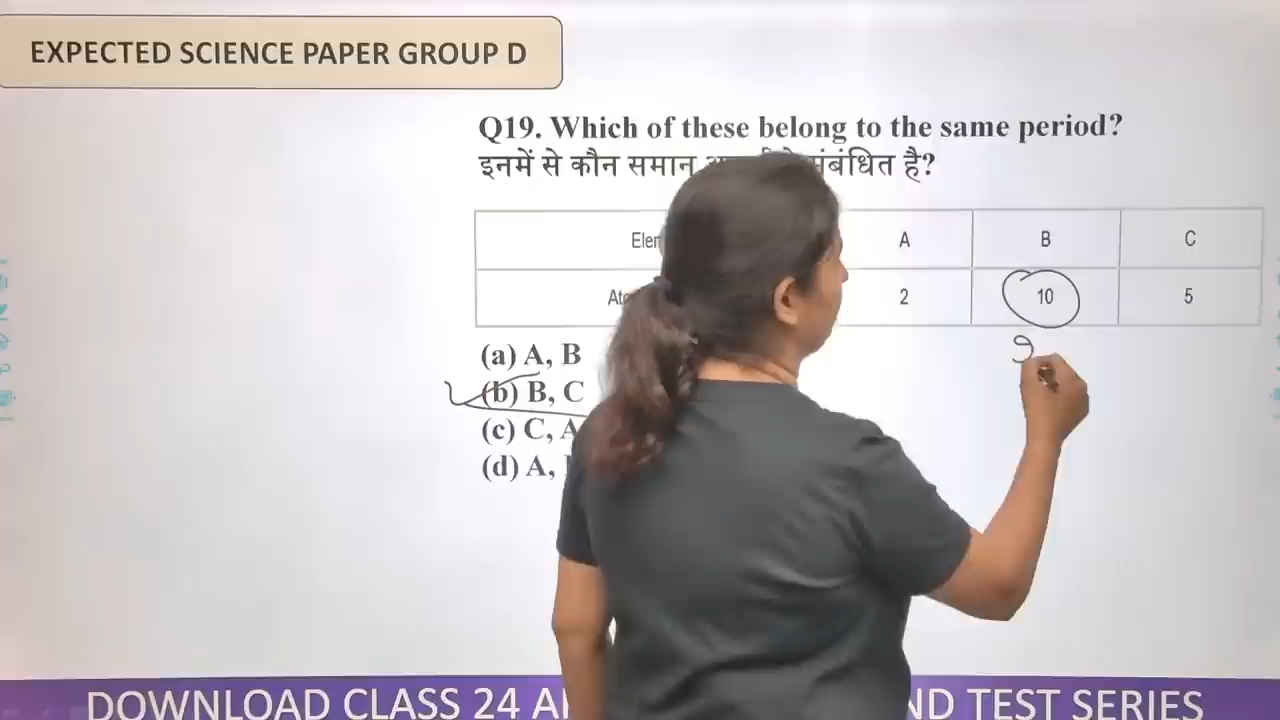 EXPECTED SCIENCE PAPER GROUP D
Q19. Which of these belong to the same period?
इनमें से कौन समान संबंधित है?
A B C
2 10 5
(a) A, B
(b) B, C
(c) C, A
(d) A,
DOWNLOAD CLASS 24 AND TEST SERIES